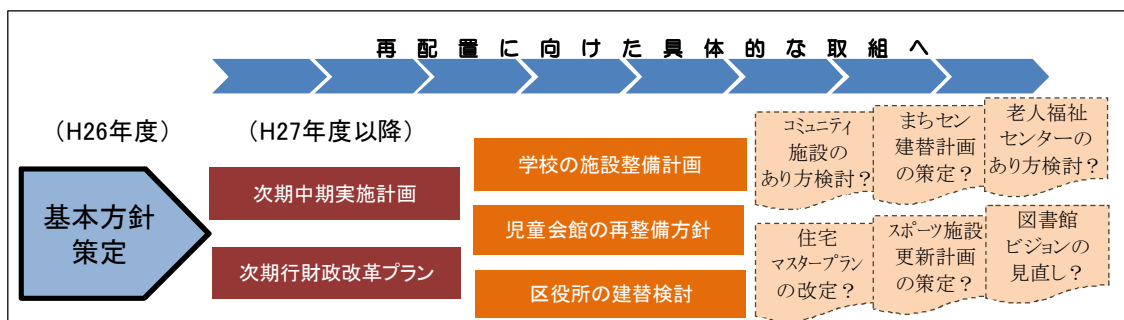 再配置に向けた具体的な取組へ
(H26年度)
基本方針
策定
(H27年度以降)
次期中期実施計画
次期行財政改革プラン
学校の施設整備計画
児童会館の再整備方針
区役所の建替検討
コミュニティ
施設の
あり方検討?
まちセン
建替計画
の策定?
老人福祉
センターの
あり方検討?
住宅
マスタープラン
の改定?
スポーツ施設
更新計画
の策定?
図書館
ビジョンの
見直し?